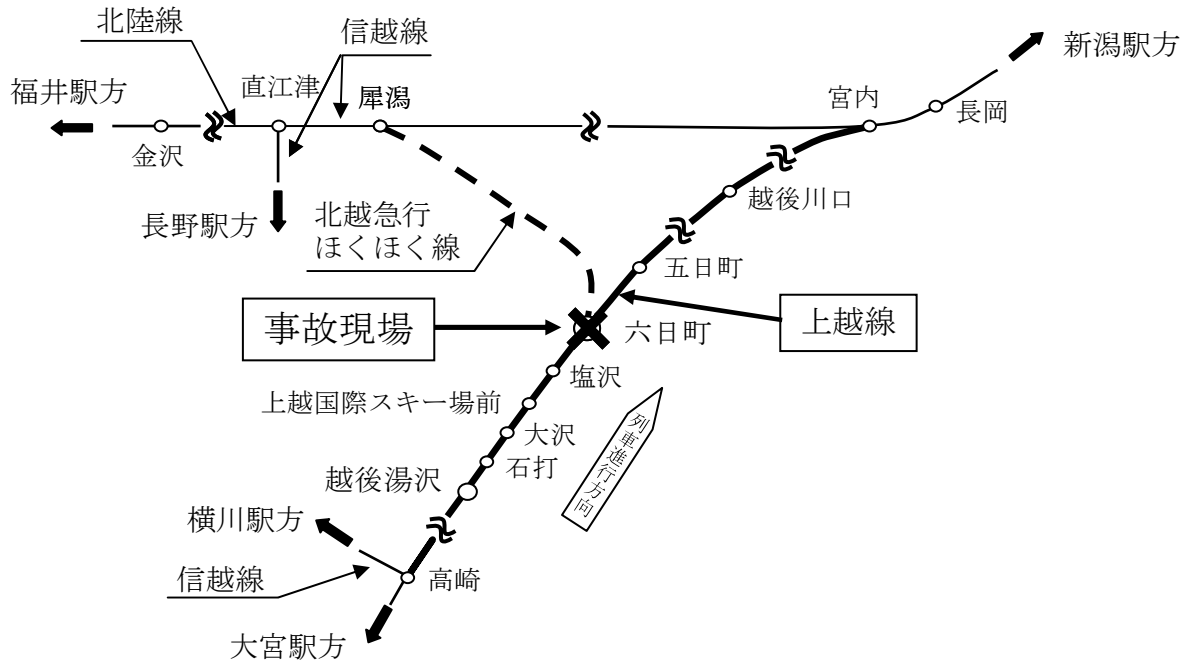 北陸線
信越線
新潟駅方
福井駅方
直江津
犀潟
宮内
長岡
金沢
越後川口
長野駅方
北越急行
ほくほく線
五日町
事故現場
六日町
上越線
塩沢
上越国際スキー場前
大沢
石打
列車進行方向
越後湯沢
横川駅方
信越線
高崎
大宮駅方